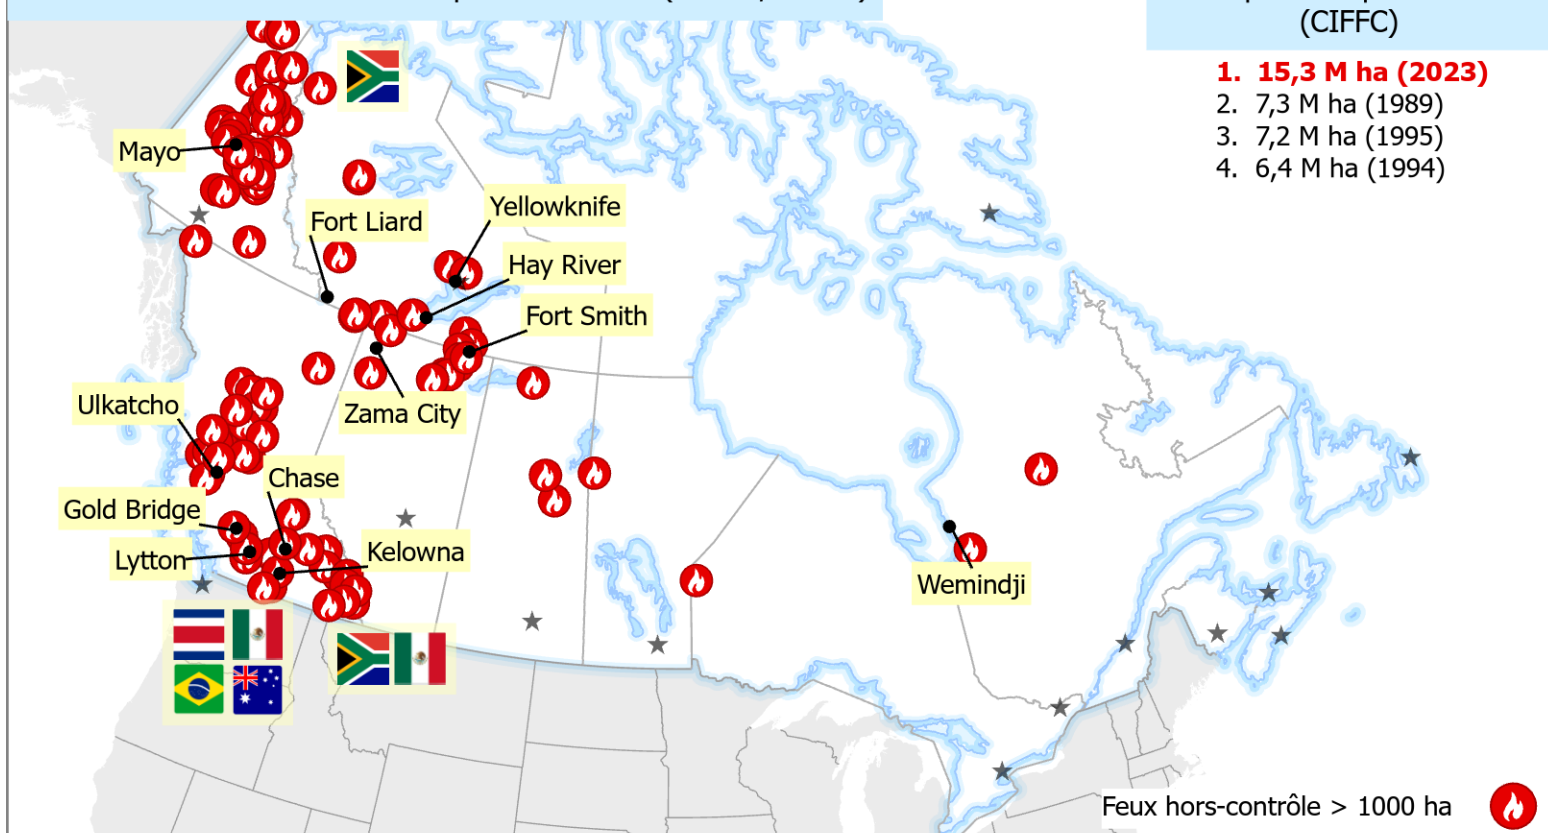 (CIFFC)
1. 15,3 M ha (2023)
2. 7,3 M ha (1989)
3. 7,2 M ha (1995)
4. 6,4 M ha (1994)
Mayo
Fort Liard
Yellowknife
Hay River
Fort Smith
Zama City
Ulkatcho
Chase
Gold Bridge
Lytton
Kelowna
Wemindji
Feux hors-contrôle > 1000 ha